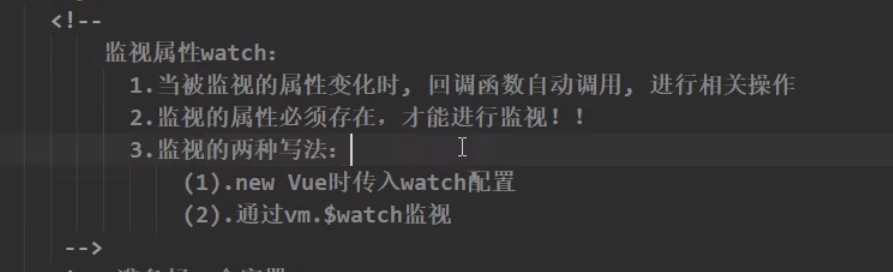 <!--
监视属性watch:
1.当被监视的属性变化时, 回调函数自动调用, 进行相关操作
2.监视的属性必须存在，才能进行监视！！
3.监视的两种写法：
(1).new Vue时传入watch配置
(2).通过vm.$watch监视
-->